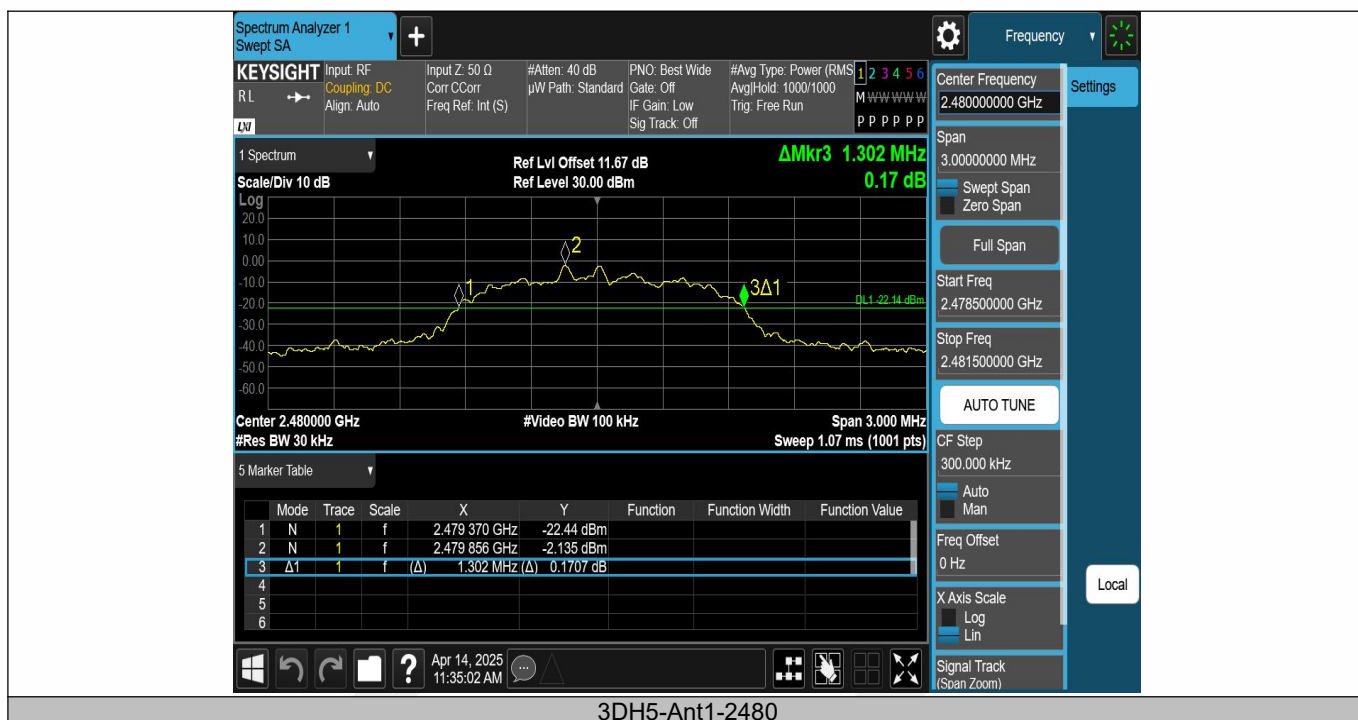 Spectrum Analyzer 1
Swept SA
+
Frequency
KEYSIGHT
RL
LXI
Input: RF
Coupling: DC
Align: Auto
Input Z: 50 Ω
Corr CCorr
Freq Ref: Int (S)
#Atten: 40 dB
µW Path: Standard
PNO: Best Wide
Gate: Off
IF Gain: Low
Sig Track: Off
#Avg Type: Power (RMS
Avg|Hold: 1000/1000
Trig: Free Run
1 2 3 4 5 6
M W W W W W
P P P P P P
1 Spectrum
Scale/Div 10 dB
Ref Lvl Offset 11.67 dB
Ref Level 30.00 dBm
ΔMkr3 1.302 MHz
0.17 dB
Log
20.0
10.0
0.00
-10.0
-20.0
-30.0
-40.0
-50.0
-60.0
1
2
3Δ1
DL1 -22.14 dBm
Center 2.480000 GHz
#Video BW 100 kHz
Span 3.000 MHz
#Res BW 30 kHz
Sweep 1.07 ms (1001 pts)
5 Marker Table
Mode Trace Scale X Y Function Function Width Function Value
1 N 1 f 2.479 370 GHz -22.44 dBm
2 N 1 f 2.479 856 GHz -2.135 dBm
3 Δ1 1 f (Δ) 1.302 MHz (Δ) 0.1707 dB
4
5
6
?
Apr 14, 2025
11:35:02 AM
Center Frequency
2.480000000 GHz
Settings
Span
3.00000000 MHz
Swept Span
Zero Span
Full Span
Start Freq
2.478500000 GHz
Stop Freq
2.481500000 GHz
AUTO TUNE
CF Step
300.000 kHz
Auto
Man
Freq Offset
0 Hz
Local
X Axis Scale
Log
Lin
Signal Track
(Span Zoom)
3DH5-Ant1-2480